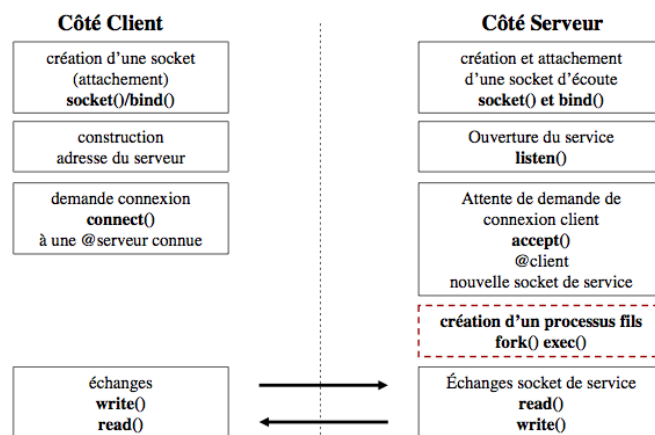 Côté Client
création d'une socket
(attachement)
socket()/bind()
construction
adresse du serveur
demande connexion
connect()
à une @serveur connue
échanges
write()
read()
Côté Serveur
création et attachement
d'une socket d'écoute
socket() et bind()
Ouverture du service
listen()
Attente de demande de
connexion client
accept()
@client
nouvelle socket de service
création d'un processus fils
fork() exec()
Échanges socket de service
read()
write()